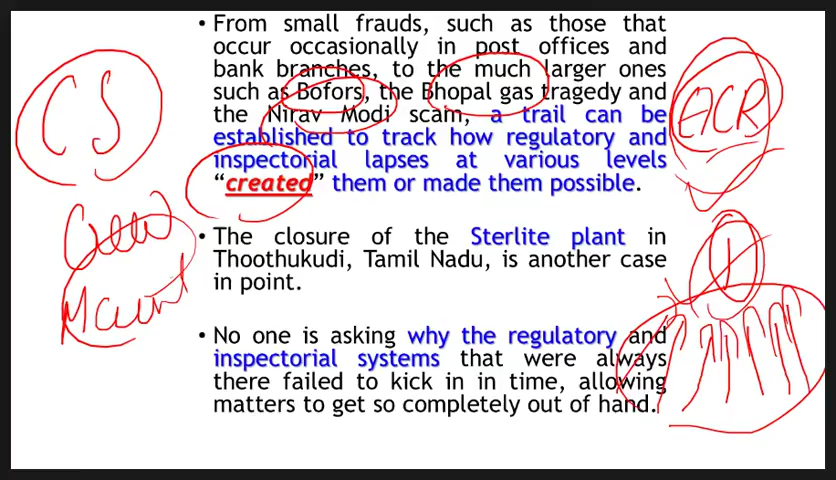 • From small frauds, such as those that
occur occasionally in post offices and
bank branches, to the much larger ones
such as Bofors, the Bhopal gas tragedy and
the Nirav Modi scam, a trail can be
established to track how regulatory and
inspectorial lapses at various levels
“created” them or made them possible.
• The closure of the Sterlite plant in
Thoothukudi, Tamil Nadu, is another case
in point.
• No one is asking why the regulatory and
inspectorial systems that were always
there failed to kick in in time, allowing
matters to get so completely out of hand.
CS
ACR